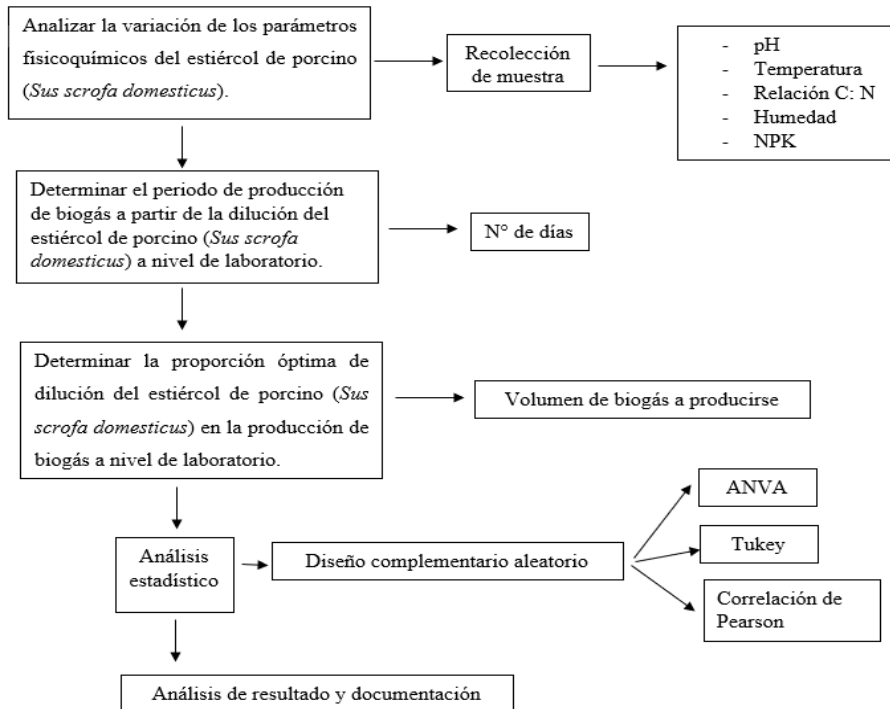 Analizar la variación de los parámetros
fisicoquímicos del estiércol de porcino
(Sus scrofa domesticus).
Recolección
de muestra
- pH
- Temperatura
- Relación C: N
- Humedad
- NPK
Determinar el periodo de producción
de biogás a partir de la dilución del
estiércol de porcino (Sus scrofa
domesticus) a nivel de laboratorio.
N° de días
Determinar la proporción óptima de
dilución del estiércol de porcino (Sus
scrofa domesticus) en la producción de
biogás a nivel de laboratorio.
Volumen de biogás a producirse
Análisis
estadístico
Diseño complementario aleatorio
ANVA
Tukey
Correlación de
Pearson
Análisis de resultado y documentación